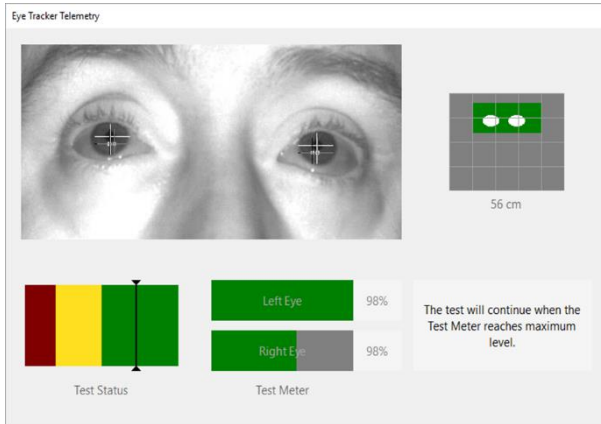 Eye Tracker Telemetry
56 cm
Left Eye
98%
Right Eye
98%
The test will continue when the
Test Meter reaches maximum
level.
Test Status
Test Meter